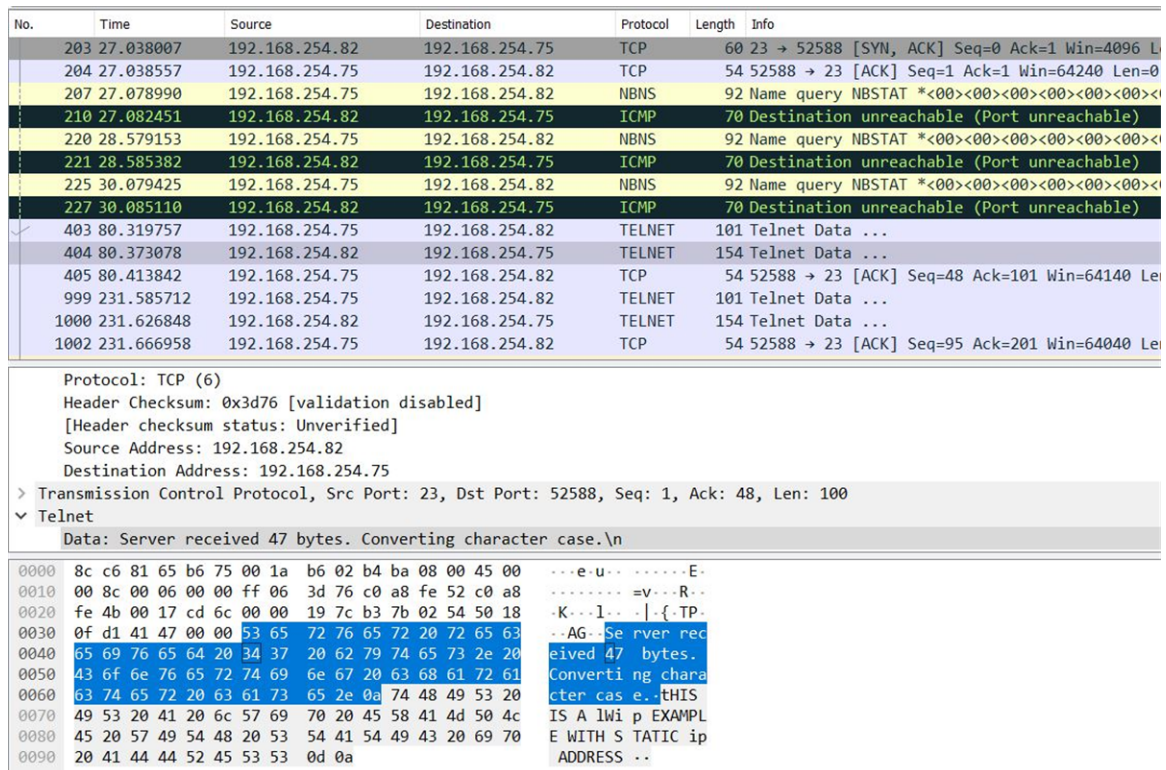 No. Time Source Destination Protocol Length Info
203 27.038007 192.168.254.82 192.168.254.75 TCP 60 23 → 52588 [SYN, ACK] Seq=0 Ack=1 Win=4096 L
204 27.038557 192.168.254.75 192.168.254.82 TCP 54 52588 → 23 [ACK] Seq=1 Ack=1 Win=64240 Len=0
207 27.078990 192.168.254.75 192.168.254.82 NBNS 92 Name query NBSTAT *<00><00><00><00><00><
210 27.082451 192.168.254.82 192.168.254.75 ICMP 70 Destination unreachable (Port unreachable)
220 28.579153 192.168.254.75 192.168.254.82 NBNS 92 Name query NBSTAT *<00><00><00><00><00><
221 28.585382 192.168.254.82 192.168.254.75 ICMP 70 Destination unreachable (Port unreachable)
225 30.079425 192.168.254.75 192.168.254.82 NBNS 92 Name query NBSTAT *<00><00><00><00><00><
227 30.085110 192.168.254.82 192.168.254.75 ICMP 70 Destination unreachable (Port unreachable)
403 80.319757 192.168.254.75 192.168.254.82 TELNET 101 Telnet Data ...
404 80.373078 192.168.254.82 192.168.254.75 TELNET 154 Telnet Data ...
405 80.413842 192.168.254.75 192.168.254.82 TCP 54 52588 → 23 [ACK] Seq=48 Ack=101 Win=64140 Le
999 231.585712 192.168.254.75 192.168.254.82 TELNET 101 Telnet Data ...
1000 231.626848 192.168.254.82 192.168.254.75 TELNET 154 Telnet Data ...
1002 231.666958 192.168.254.75 192.168.254.82 TCP 54 52588 → 23 [ACK] Seq=95 Ack=201 Win=64040 Le
Protocol: TCP (6)
Header Checksum: 0x3d76 [validation disabled]
[Header checksum status: Unverified]
Source Address: 192.168.254.82
Destination Address: 192.168.254.75
> Transmission Control Protocol, Src Port: 23, Dst Port: 52588, Seq: 1, Ack: 48, Len: 100
Telnet
Data: Server received 47 bytes. Converting character case.\n
0000 8c c6 81 65 b6 75 00 1a b6 02 b4 ba 08 00 45 00 ···e·u·· ······E·
0010 00 8c 00 06 00 00 ff 06 3d 76 c0 a8 fe 52 c0 a8 ········ =v···R··
0020 fe 4b 00 17 cd 6c 00 00 19 7c b3 7b 02 54 50 18 ·K···l·· ·|·{·TP·
0030 0f d1 41 47 00 00 53 65 72 76 65 72 20 72 65 63 ··AG··Se rver rec
0040 65 69 76 65 64 20 34 37 20 62 79 74 65 73 2e 20 eived 47 bytes.
0050 43 6f 6e 76 65 72 74 69 6e 67 20 63 68 61 72 61 Converti ng chara
0060 63 74 65 72 20 63 61 73 65 2e 0a 74 48 49 53 20 cter cas e.·tHIS
0070 49 53 20 41 20 6c 57 69 70 20 45 58 41 4d 50 4c IS A lWi p EXAMPL
0080 45 20 57 49 54 48 20 53 54 41 54 49 43 20 69 70 E WITH S TATIC ip
0090 20 41 44 44 52 45 53 53 0d 0a ADDRESS ··